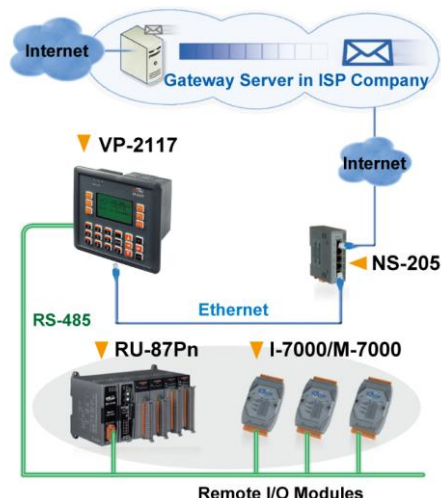 Internet
Gateway Server in ISP Company
VP-2117
Internet
NS-205
Ethernet
RS-485
RU-87Pn
I-7000/M-7000
Remote I/O Modules